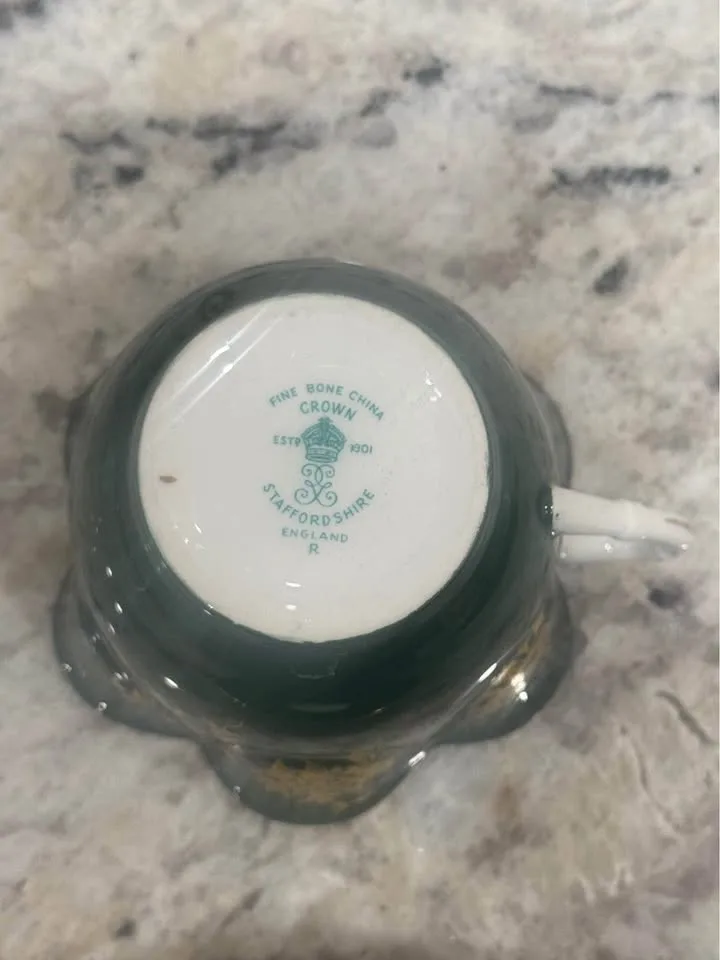 FINE BONE CHINA
CROWN
ESTD 1901
STAFFORDSHIRE
ENGLAND
R